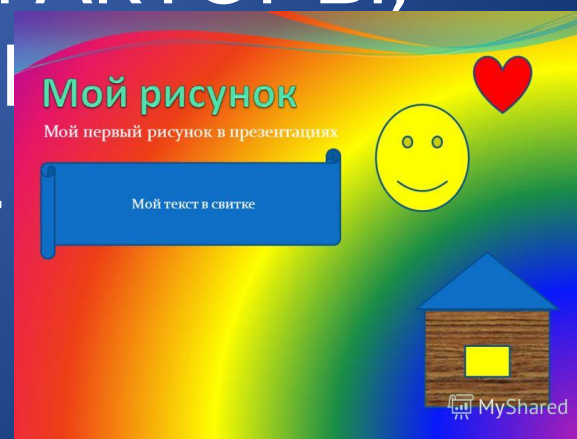 Мой рисунок
Мой первый рисунок в презентациях
Мой текст в свитке
MyShared